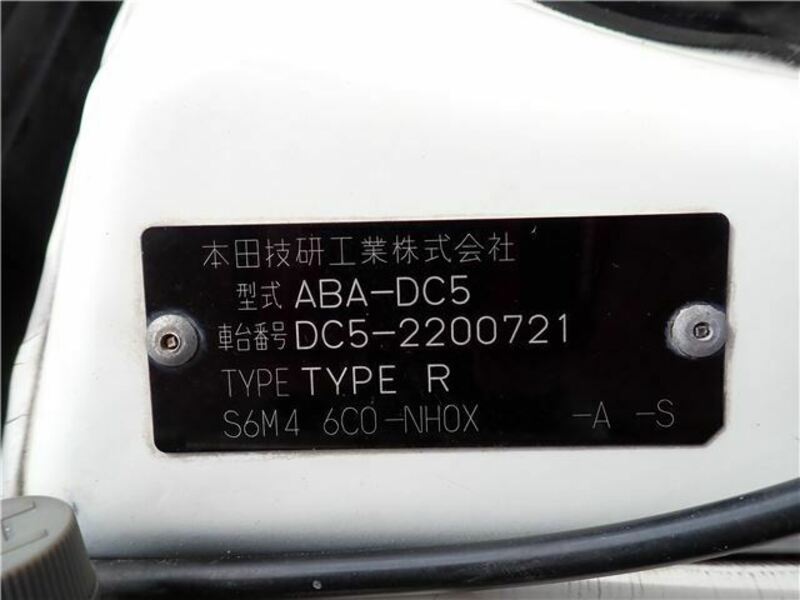 本田技研工業株式会社
型式 ABA-DC5
車台番号 DC5-2200721
TYPE TYPE R
S6M4 6C0-NH0X -A -S